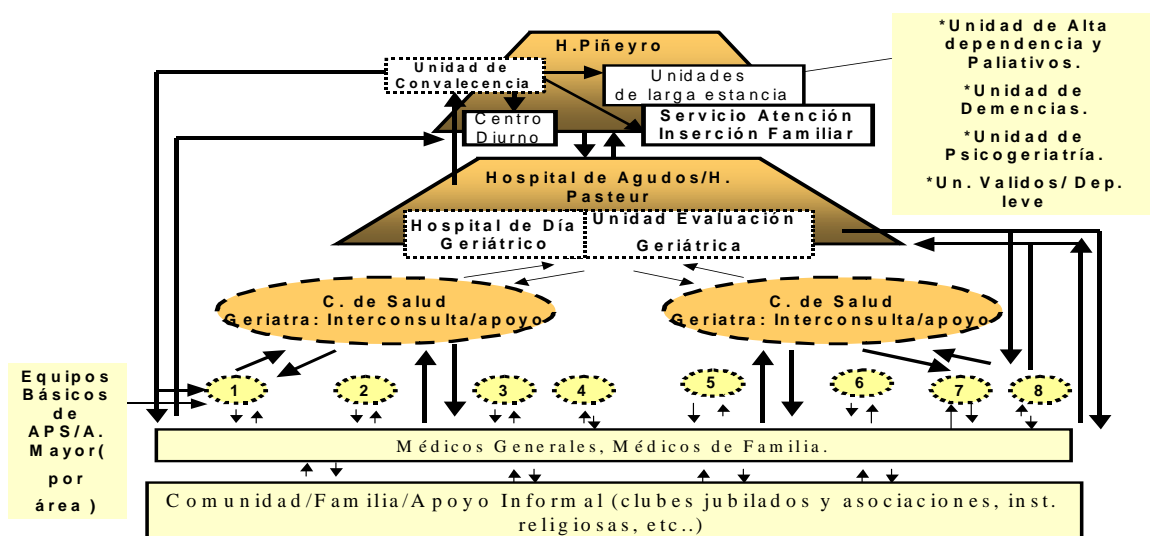 H.Piñeyro
Unidad de
Convalecencia
Unidades
de larga estancia
Centro
Diurno
Servicio Atención
Inserción Familiar
*Unidad de Alta
dependencia y
Paliativos.
*Unidad de
Demencias.
*Unidad de
Psicogeriatría.
*Un. Validos/ Dep.
leve
Hospital de Agudos/H.
Pasteur
Hospital de Día
Geriátrico
Unidad Evaluación
Geriátrica
C. de Salud
Geriatra: Interconsulta/apoyo
C. de Salud
Geriatra: Interconsulta/apoyo
Equipos
Básicos
de
APS/A.
Mayor(
por
área )
1
2
3
4
5
6
7
8
Médicos Generales, Médicos de Familia.
Comunidad/Familia/Apoyo Informal (clubes jubilados y asociaciones, inst.
religiosas, etc..)